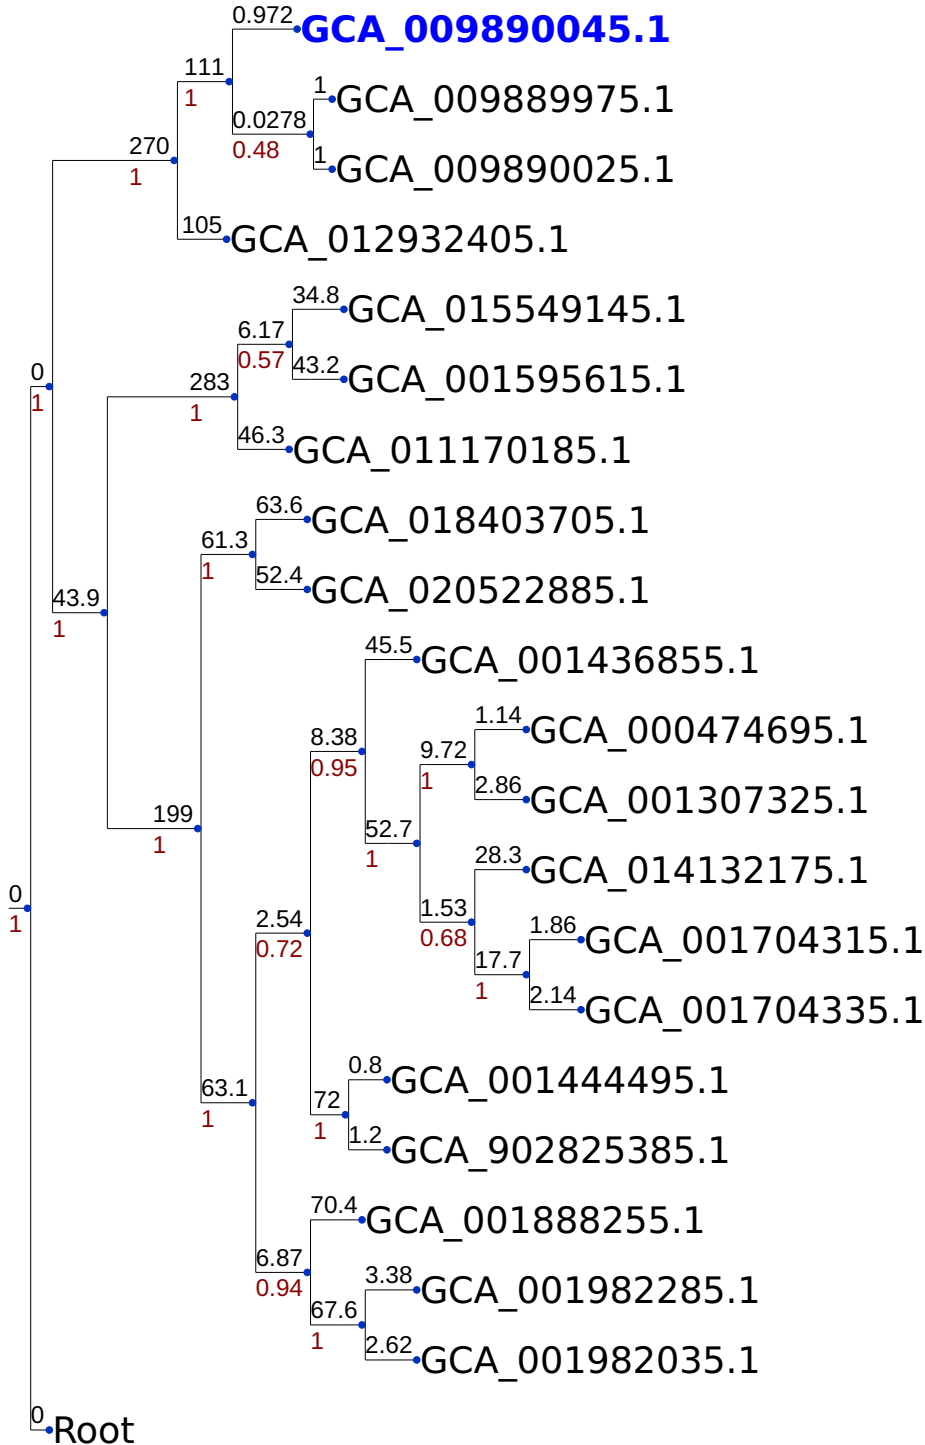 0.972
GCA_009890045.1
111
1
1
GCA_009889975.1
0.0278
0.48
270
1
1
GCA_009890025.1
105
GCA_012932405.1
34.8
GCA_015549145.1
6.17
0.57
43.2
GCA_001595615.1
283
1
0
1
46.3
GCA_011170185.1
63.6
GCA_018403705.1
61.3
1
52.4
GCA_020522885.1
43.9
1
45.5
GCA_001436855.1
1.14
GCA_000474695.1
8.38
0.95
9.72
1
2.86
GCA_001307325.1
199
1
52.7
1
28.3
GCA_014132175.1
0
1
1.53
0.68
1.86
GCA_001704315.1
2.54
0.72
17.7
1
2.14
GCA_001704335.1
0.8
GCA_001444495.1
63.1
1
72
1
1.2
GCA_902825385.1
70.4
GCA_001888255.1
6.87
0.94
3.38
GCA_001982285.1
67.6
1
2.62
GCA_001982035.1
0
Root